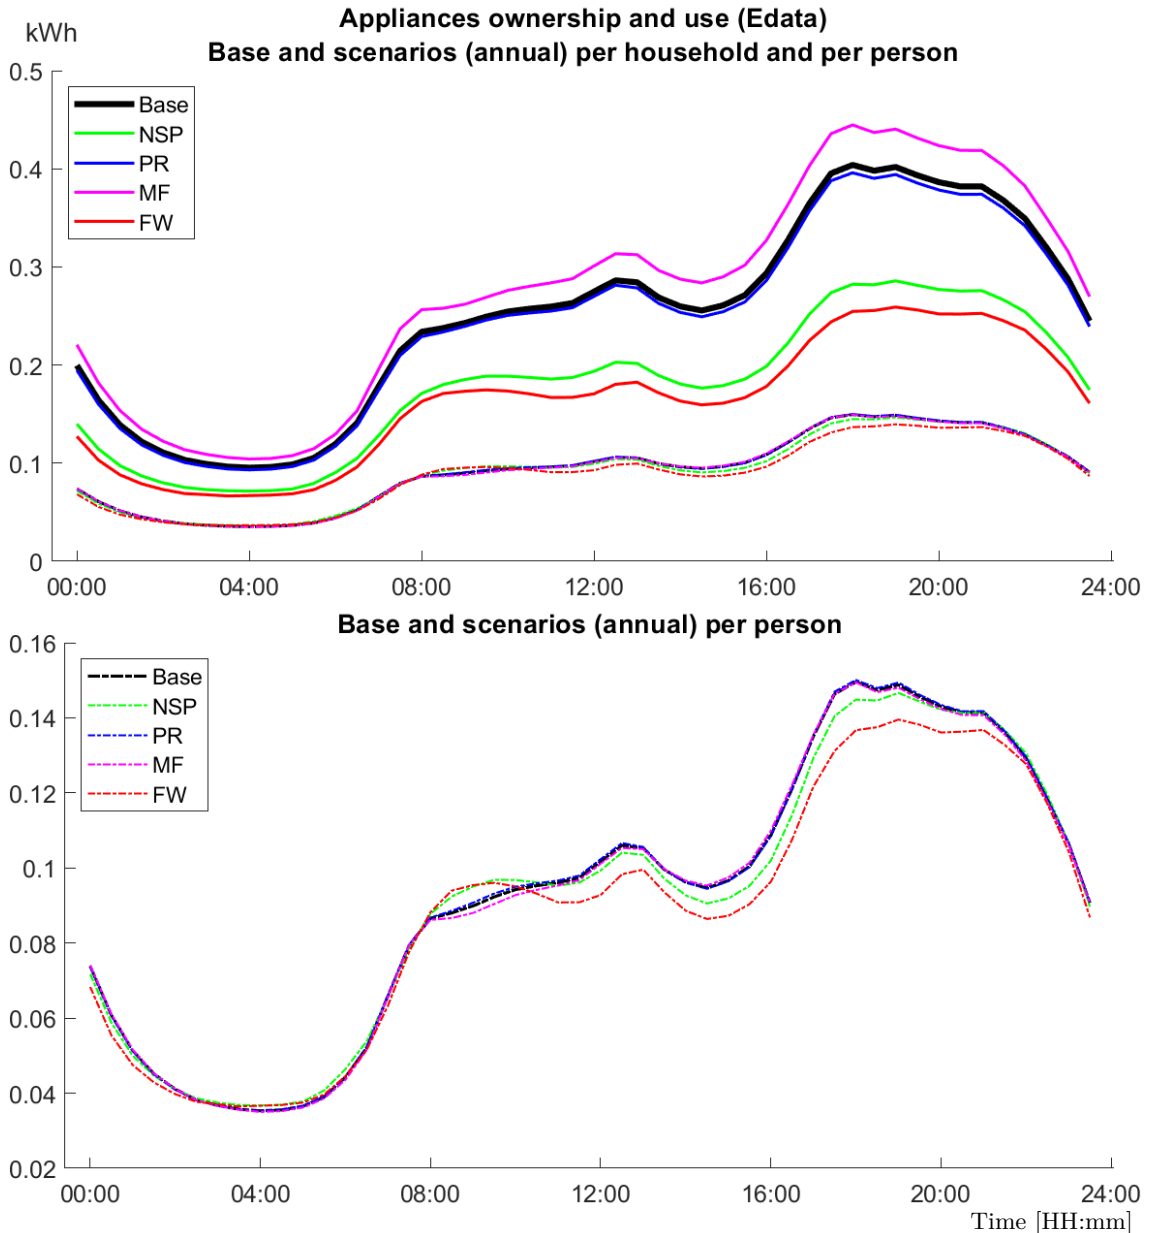 Appliances ownership and use (Edata)
Base and scenarios (annual) per household and per person
kWh
0.5
0.4
0.3
0.2
0.1
0
Base
NSP
PR
MF
FW
00:00 04:00 08:00 12:00 16:00 20:00 24:00
Base and scenarios (annual) per person
0.16
0.14
0.12
0.1
0.08
0.06
0.04
0.02
Base
NSP
PR
MF
FW
00:00 04:00 08:00 12:00 16:00 20:00 24:00
Time [HH:mm]